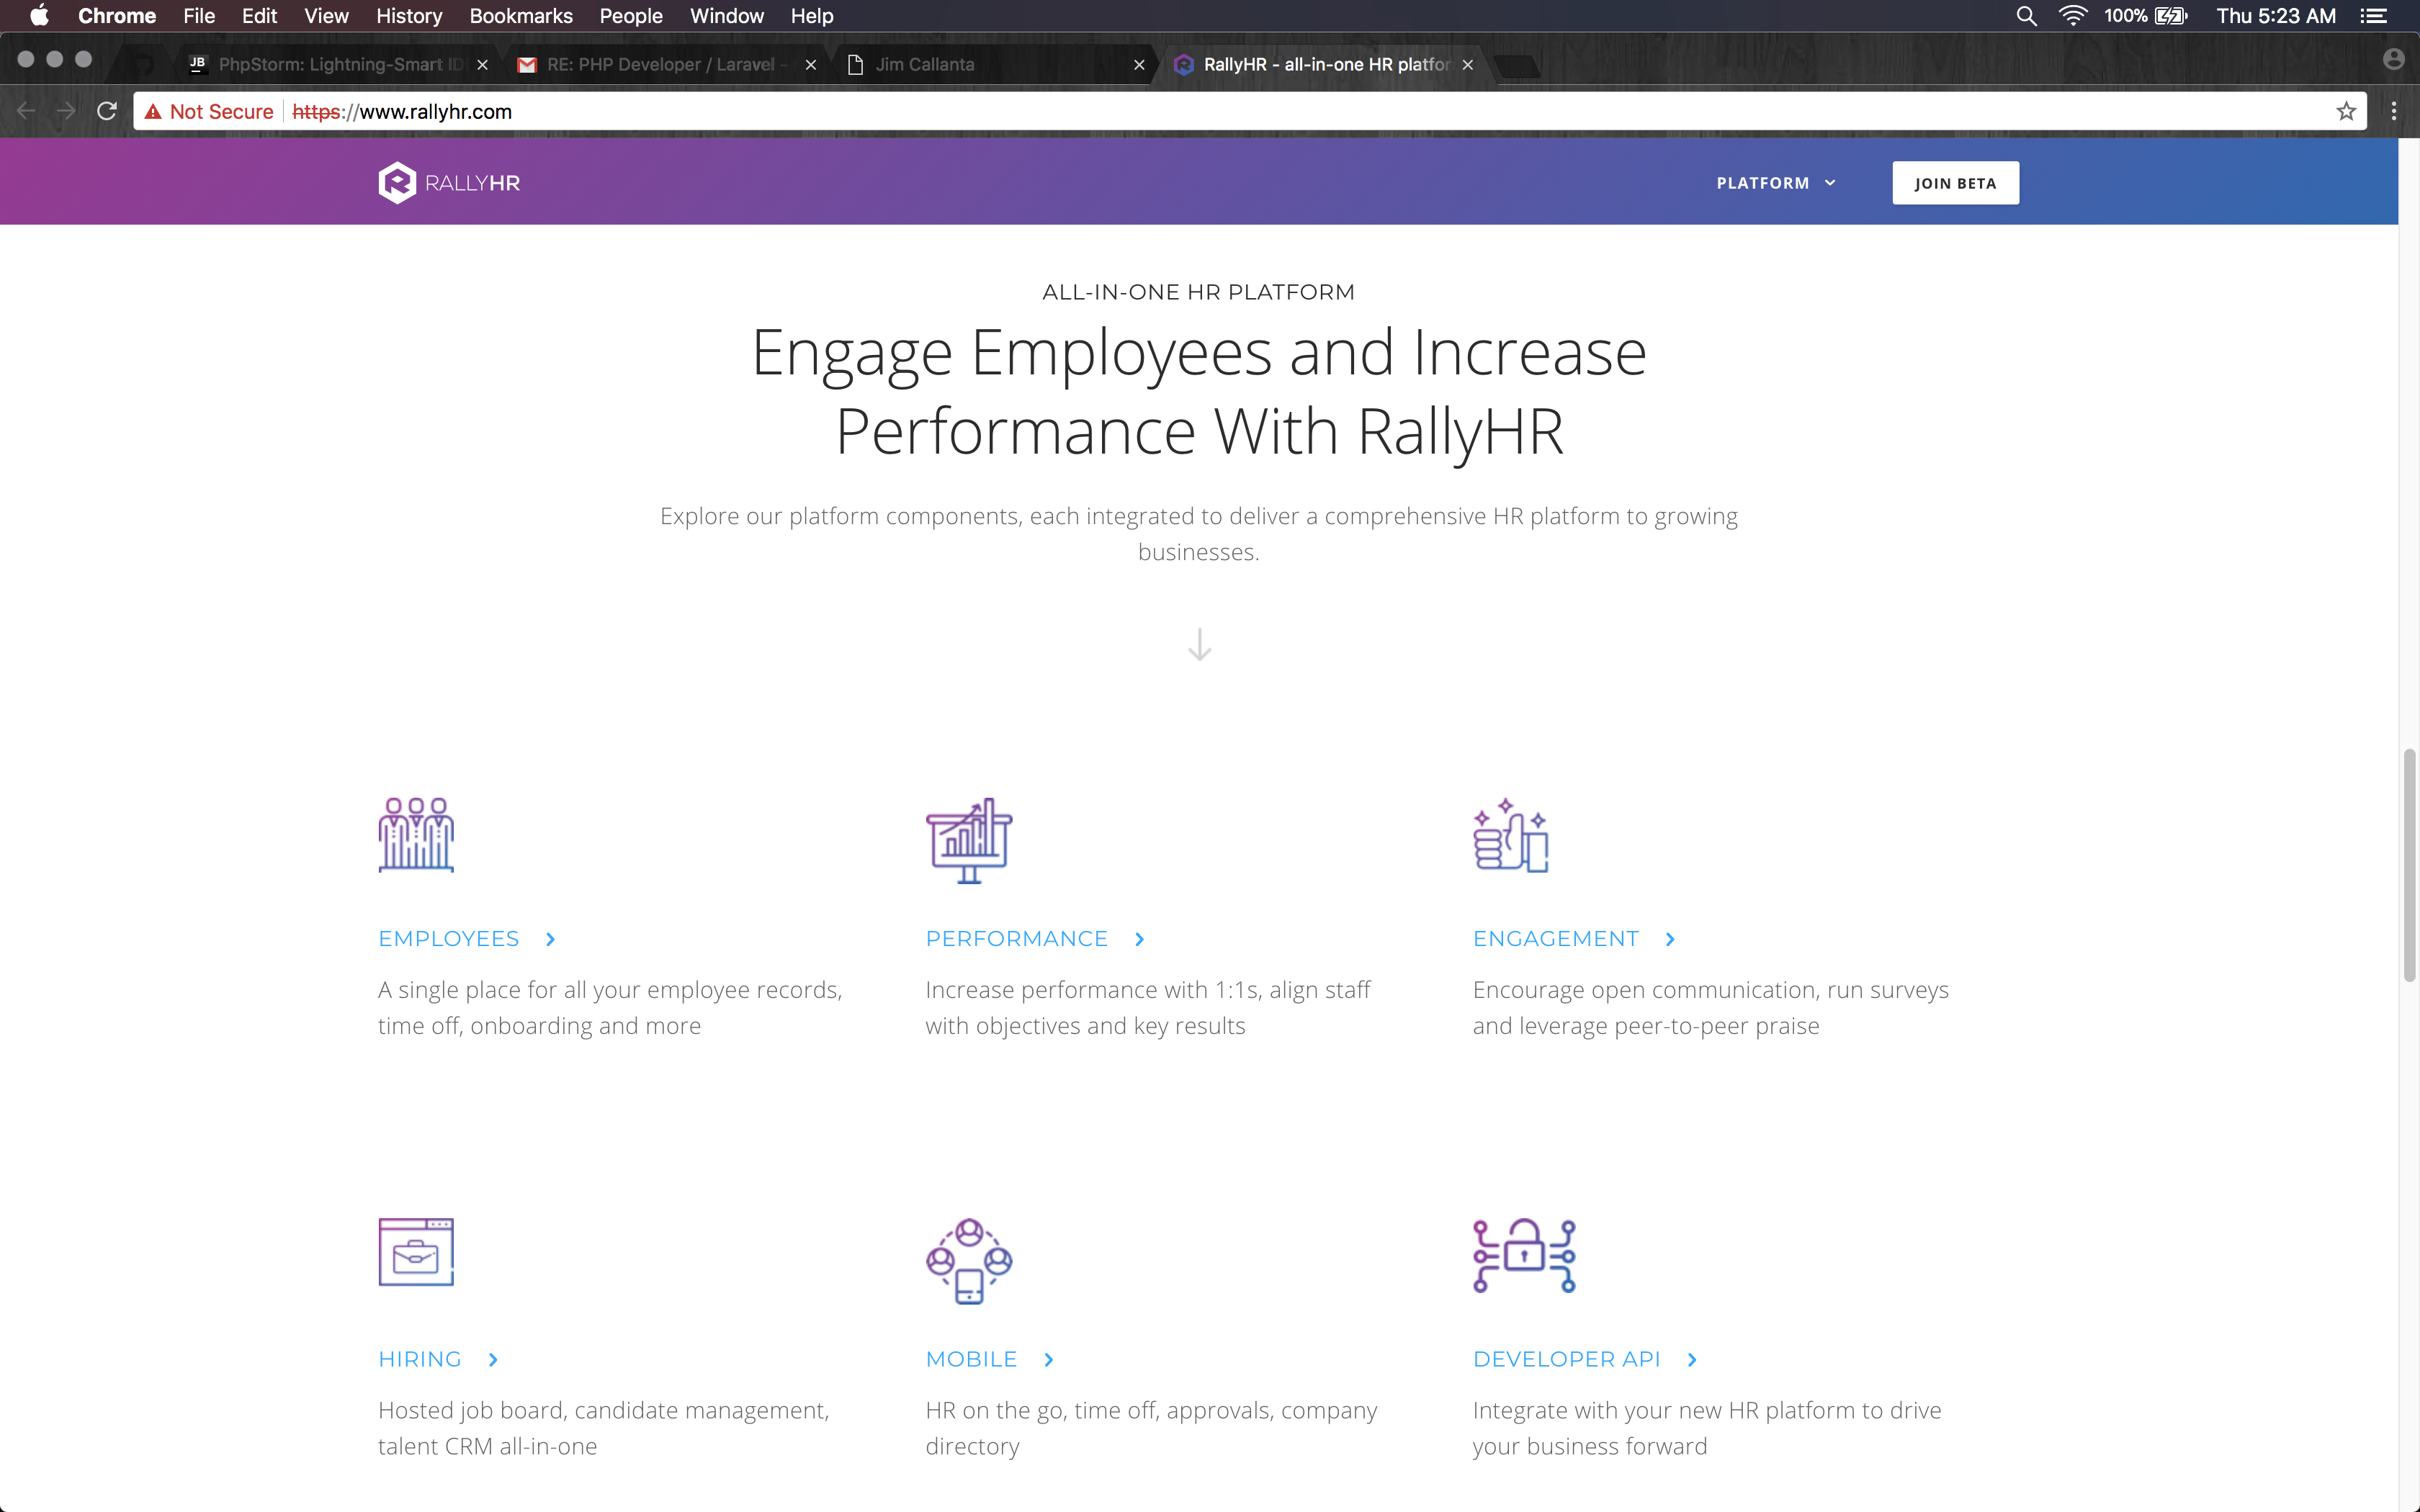 Chrome File Edit View History Bookmarks People Window Help 100% Thu 5:23 AM
JB PhpStorm: Lightning-Smart ID RE: PHP Developer / Laravel - Jim Callanta RallyHR - all-in-one HR platfor
Not Secure https://www.rallyhr.com
RALLYHR PLATFORM JOIN BETA
ALL-IN-ONE HR PLATFORM
Engage Employees and Increase
Performance With RallyHR
Explore our platform components, each integrated to deliver a comprehensive HR platform to growing
businesses.
EMPLOYEES
A single place for all your employee records,
time off, onboarding and more
PERFORMANCE
Increase performance with 1:1s, align staff
with objectives and key results
ENGAGEMENT
Encourage open communication, run surveys
and leverage peer-to-peer praise
HIRING
Hosted job board, candidate management,
talent CRM all-in-one
MOBILE
HR on the go, time off, approvals, company
directory
DEVELOPER API
Integrate with your new HR platform to drive
your business forward